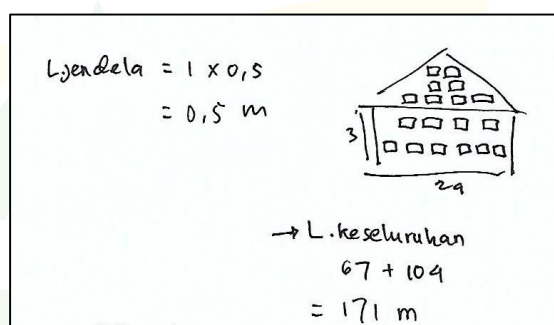 L.jendela = 1 x 0,5
= 0,5 m
3
29
→ L.keseluruhan
67 + 104
= 171 m